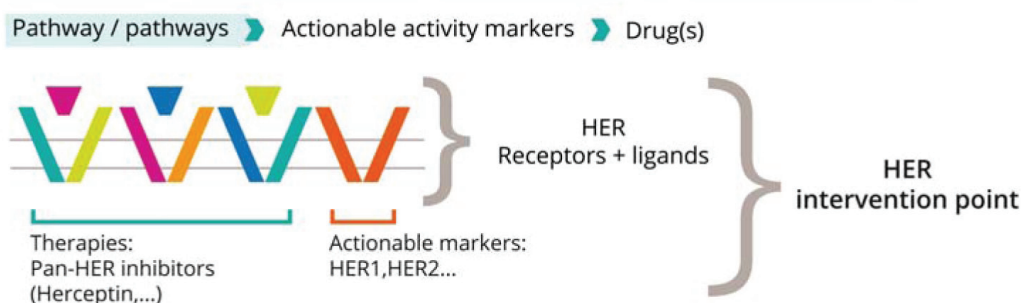 Pathway / pathways Actionable activity markers Drug(s)
HER
Receptors + ligands
HER
intervention point
Therapies:
Pan-HER inhibitors
(Herceptin,...)
Actionable markers:
HER1,HER2...